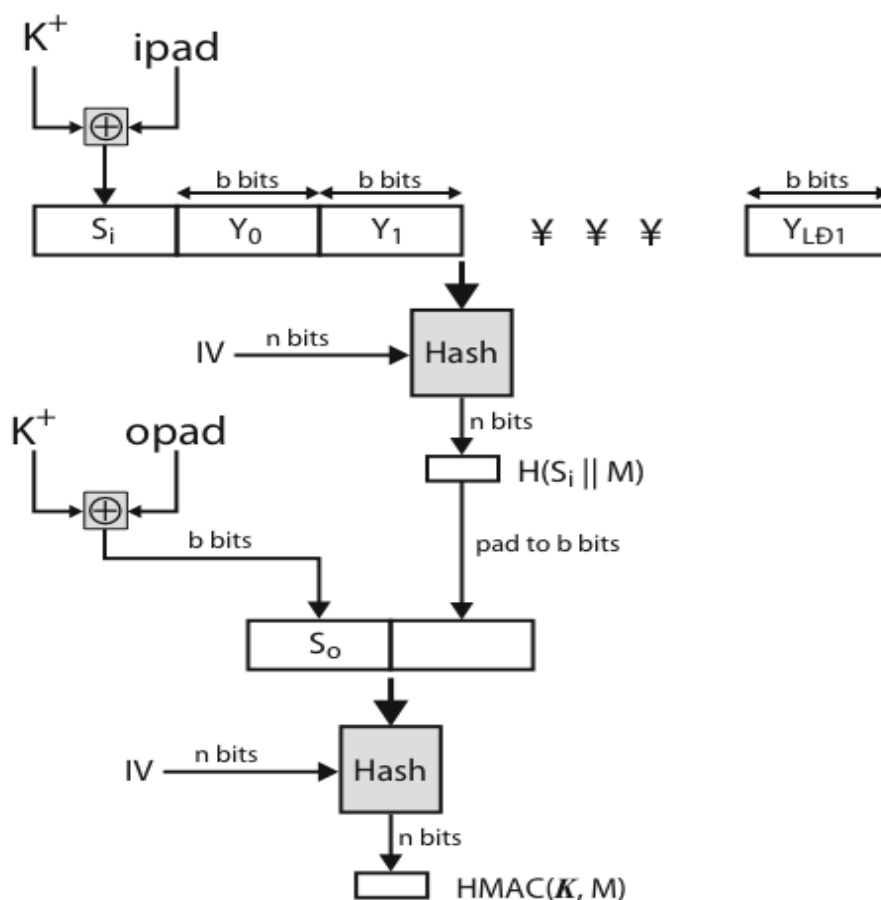 K+ ipad
⊕
b bits b bits b bits
Si Y0 Y1 ¥ ¥ ¥ YLÐ1
IV n bits Hash
n bits
K+ opad
H(Si || M)
⊕
b bits
pad to b bits
So
IV n bits Hash
n bits
HMAC(K, M)